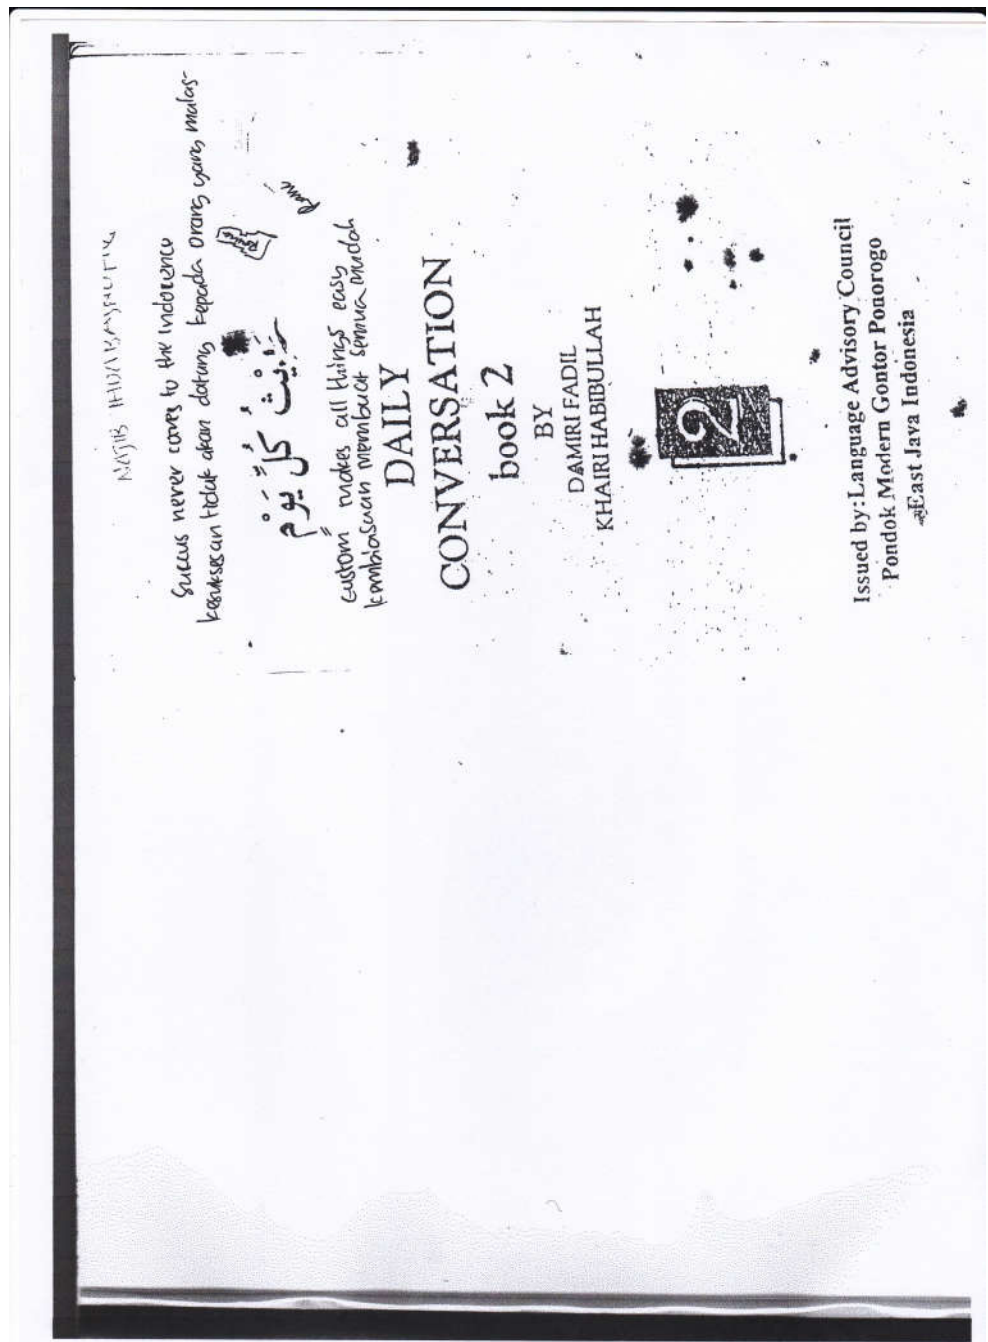 NAJIB
Success never comes to the Indolence
kesuksesan tidak akan datang kepada orang yang malas-
كُلَّ يَوْمٍ
custom makes all things easy
kembiasaan membuat semua mudah
DAILY
CONVERSATION
book 2
BY
DAMIRI FADIL
KHAIRI HABIBULLAH
2
Issued by:Language Advisory Council
Pondok Modern Gontor Ponorogo
East Java Indonesia